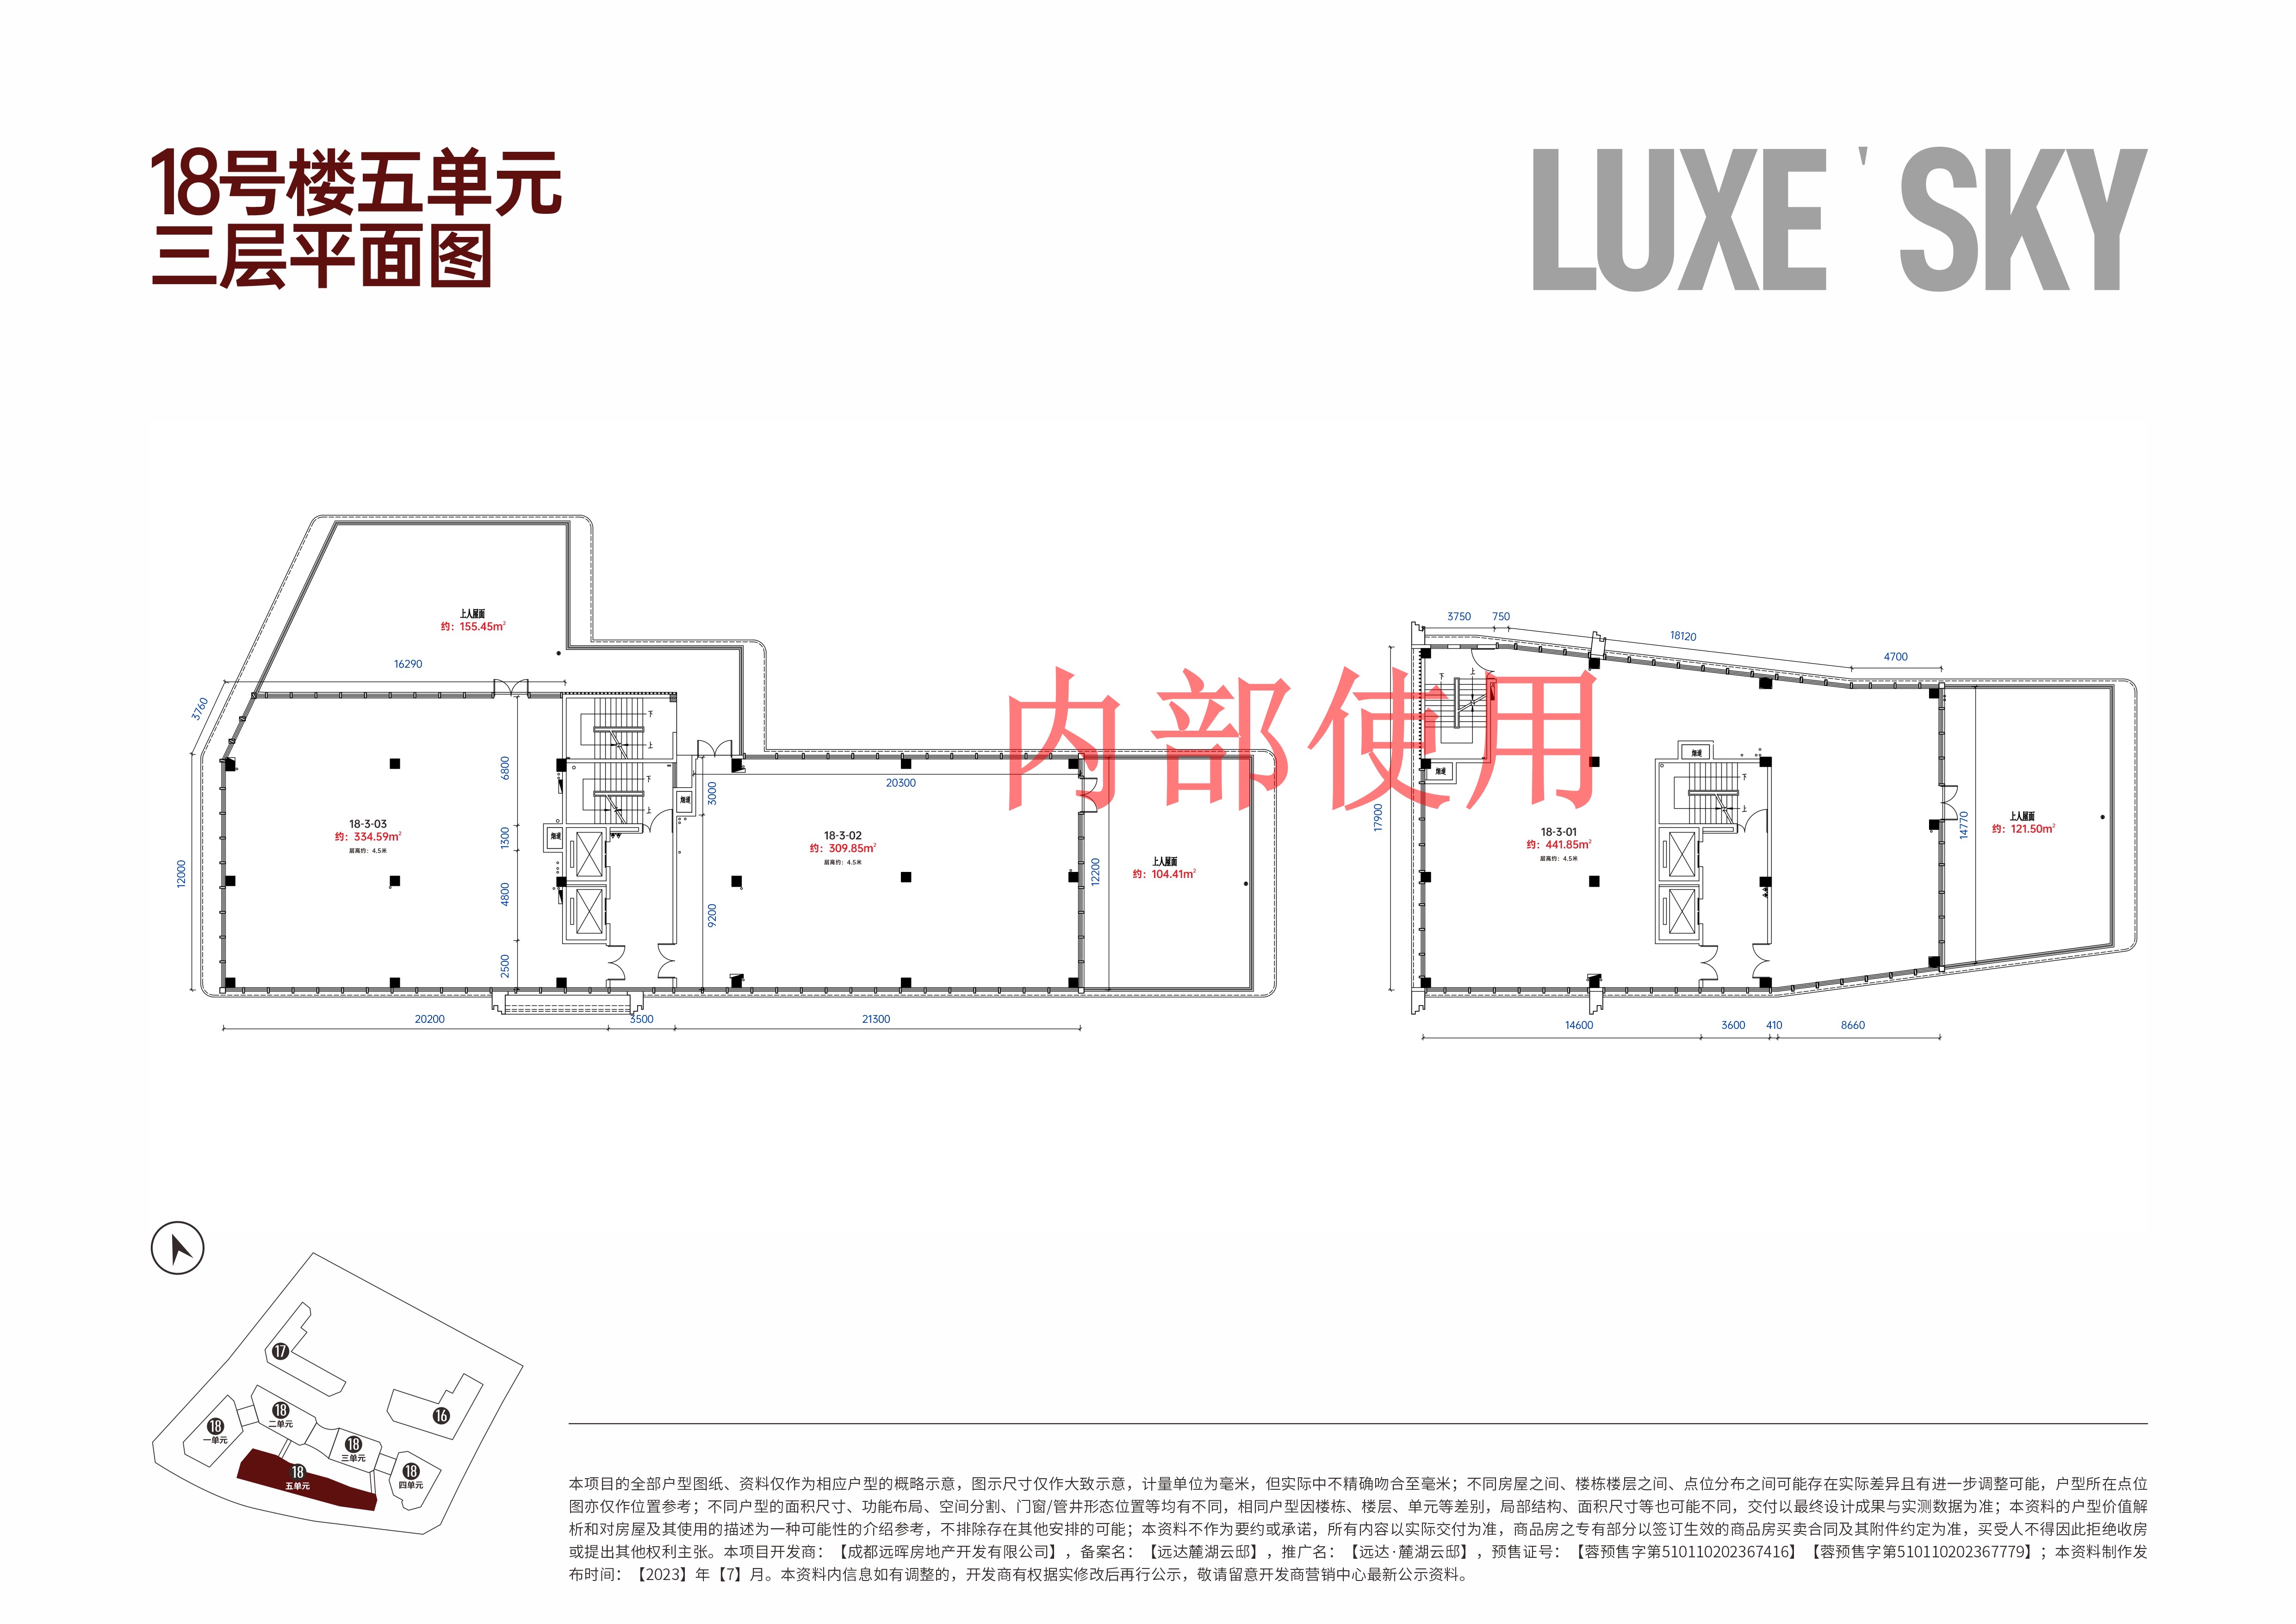 18号楼五单元
三层平面图
LUXE'SKY
上人屋面
约：155.45m²
16290
3760
12000
18-3-03
约：334.59m²
层高约：4.5米
6800
1300
4800
2500
下
上
下
上
烟道
烟道
3000
9200
20300
18-3-02
约：309.85m²
层高约：4.5米
12200
上人屋面
约：104.41m²
20200
3500
21300
内部使用
3750
750
18120
4700
17900
下
上
烟道
烟道
下
上
18-3-01
约：441.85m²
层高约：4.5米
14770
上人屋面
约：121.50m²
14600
3600
410
8660
17
16
18
一单元
18
二单元
18
三单元
18
四单元
18
五单元
本项目的全部户型图纸、资料仅作为相应户型的概略示意，图示尺寸仅作大致示意，计量单位为毫米，但实际中不精确吻合至毫米；不同房屋之间、楼栋楼层之间、点位分布之间可能存在实际差异且有进一步调整可能，户型所在点位
图亦仅作位置参考；不同户型的面积尺寸、功能布局、空间分割、门窗/管井形态位置等均有不同，相同户型因楼栋、楼层、单元等差别，局部结构、面积尺寸等也可能不同，交付以最终设计成果与实测数据为准；本资料的户型价值解
析和对房屋及其使用的描述为一种可能性的介绍参考，不排除存在其他安排的可能；本资料不作为要约或承诺，所有内容以实际交付为准，商品房之专有部分以签订生效的商品房买卖合同及其附件约定为准，买受人不得因此拒绝收房
或提出其他权利主张。本项目开发商：【成都远晖房地产开发有限公司】，备案名：【远达麓湖云邸】，推广名：【远达·麓湖云邸】，预售证号：【蓉预售字第510110202367416】【蓉预售字第510110202367779】；本资料制作发
布时间：【2023】年【7】月。本资料内信息如有调整的，开发商有权据实修改后再行公示，敬请留意开发商营销中心最新公示资料。